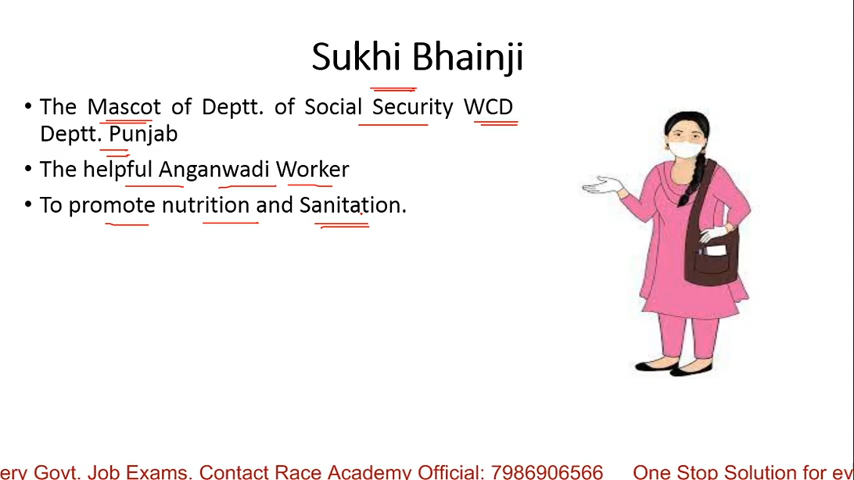 Sukhi Bhainji
• The Mascot of Deptt. of Social Security WCD
Deptt. Punjab
• The helpful Anganwadi Worker
• To promote nutrition and Sanitation.
ery Govt. Job Exams. Contact Race Academy Official: 7986906566 One Stop Solution for ev